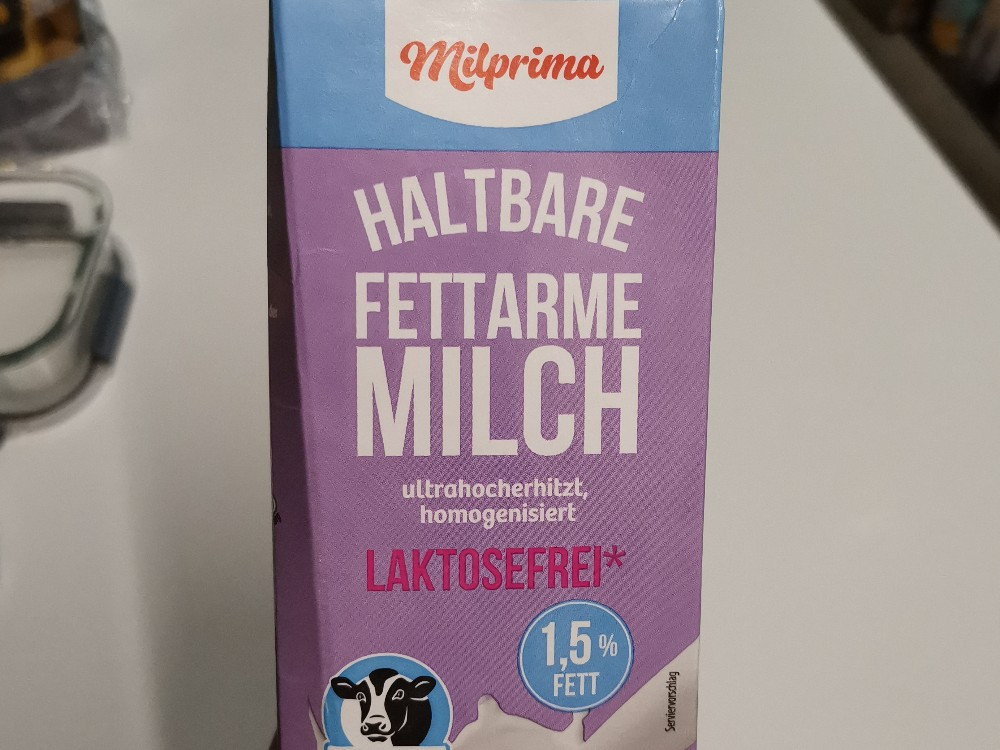 Milprima
HALTBARE
FETTARME
MILCH
ultrahocherhitzt,
homogenisiert
LAKTOSEFREI*
1,5%
FETT
Serviervorschlag